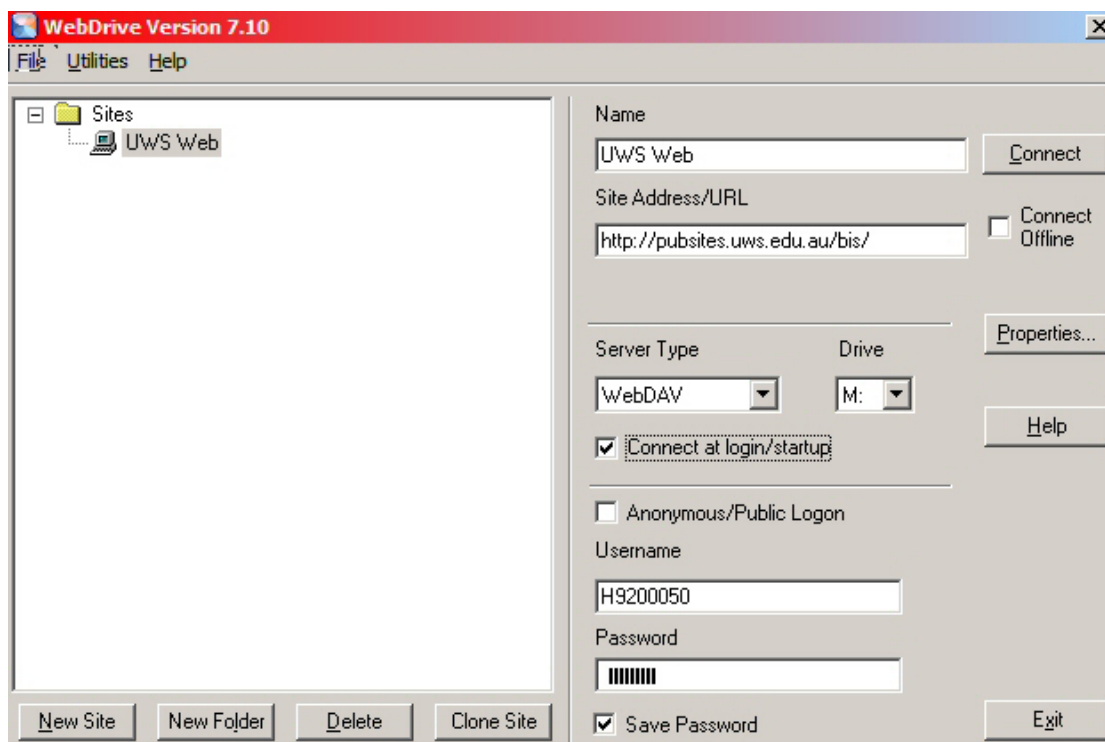 WebDrive Version 7.10
File Utilities Help
Sites
UWS Web
New Site New Folder Delete Clone Site
Name
UWS Web
Connect
Site Address/URL
http://pubsites.uws.edu.au/bis/
Connect
Offline
Properties...
Server Type Drive
WebDAV M:
Help
Connect at login/startup
Anonymous/Public Logon
Username
H9200050
Password
Save Password
Exit